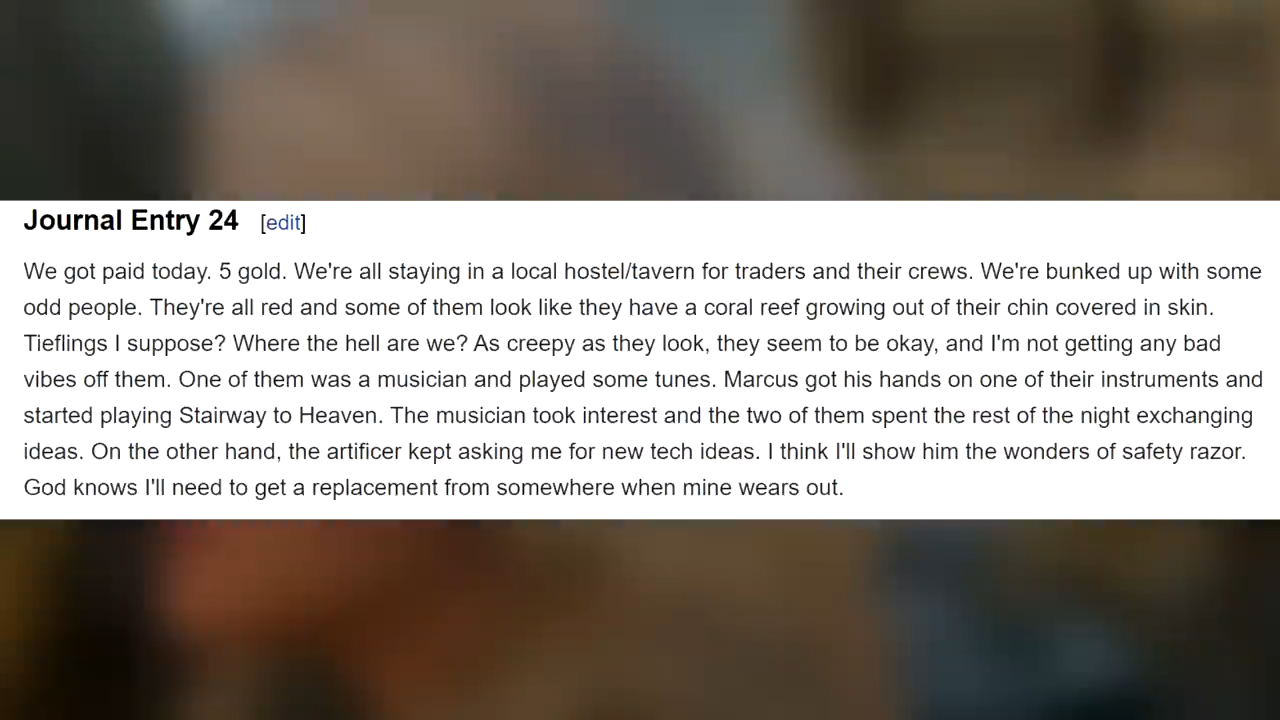 Journal Entry 24 [edit]
We got paid today. 5 gold. We're all staying in a local hostel/tavern for traders and their crews. We're bunked up with some
odd people. They're all red and some of them look like they have a coral reef growing out of their chin covered in skin.
Tieflings I suppose? Where the hell are we? As creepy as they look, they seem to be okay, and I'm not getting any bad
vibes off them. One of them was a musician and played some tunes. Marcus got his hands on one of their instruments and
started playing Stairway to Heaven. The musician took interest and the two of them spent the rest of the night exchanging
ideas. On the other hand, the artificer kept asking me for new tech ideas. I think I'll show him the wonders of safety razor.
God knows I'll need to get a replacement from somewhere when mine wears out.